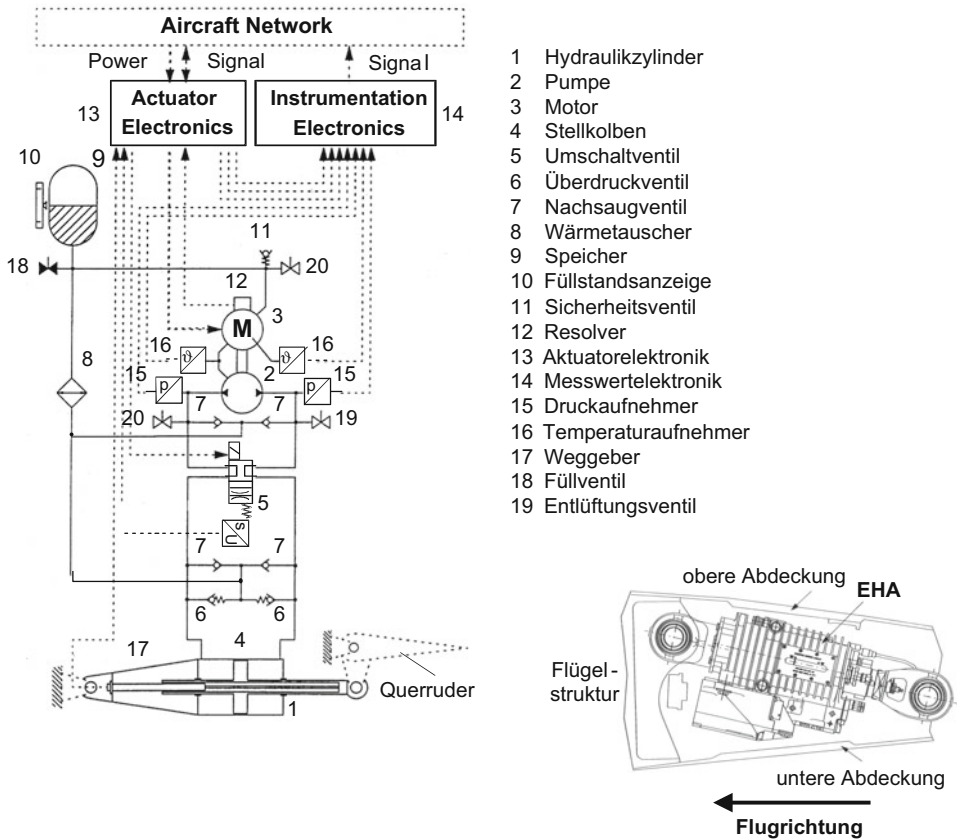 Aircraft Network
Power Signal Signal
13 Actuator Electronics
Instrumentation Electronics 14
10 9
11
18 20
12
3
M
16 ϑ ϑ 16
8
2
15 p p 15
7 7
20 19
5
s U
7 7
6 6
17 4
Querruder
1
1 Hydraulikzylinder
2 Pumpe
3 Motor
4 Stellkolben
5 Umschaltventil
6 Überdruckventil
7 Nachsaugventil
8 Wärmetauscher
9 Speicher
10 Füllstandsanzeige
11 Sicherheitsventil
12 Resolver
13 Aktuatorelektronik
14 Messwertelektronik
15 Druckaufnehmer
16 Temperaturaufnehmer
17 Weggeber
18 Füllventil
19 Entlüftungsventil
obere Abdeckung
EHA
Flügel-
struktur
untere Abdeckung
Flugrichtung